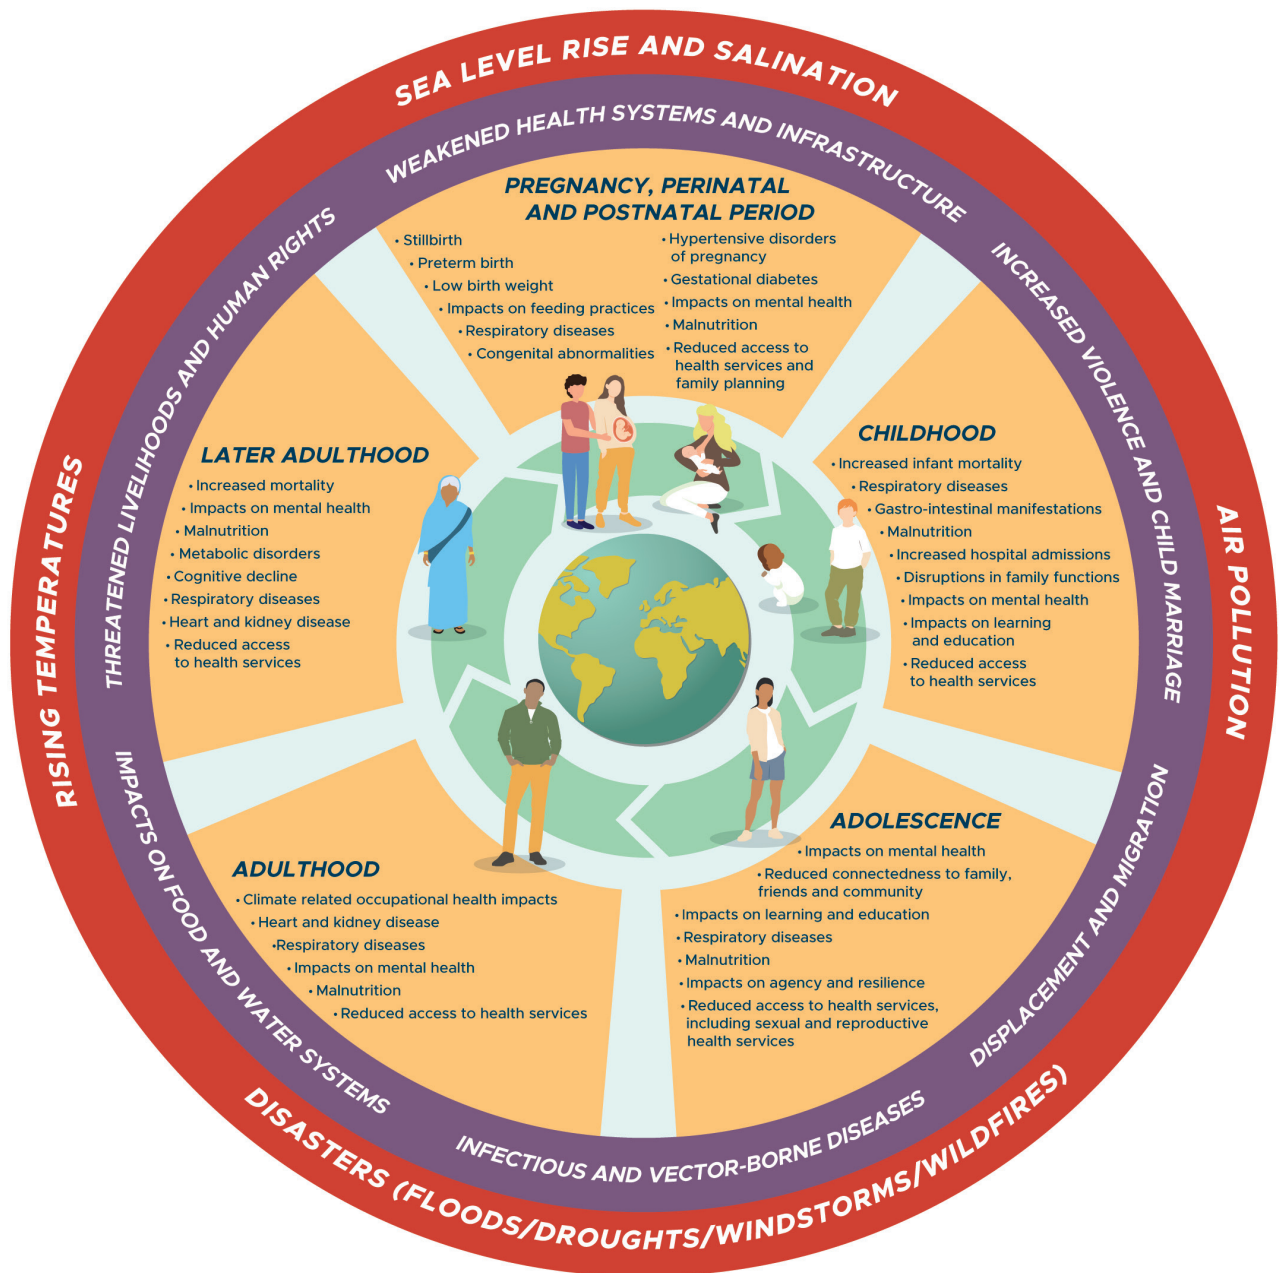 SEA LEVEL RISE AND SALINATION
AIR POLLUTION
DISASTERS (FLOODS/DROUGHTS/WINDSTORMS/WILDFIRES)
RISING TEMPERATURES
WEAKENED HEALTH SYSTEMS AND INFRASTRUCTURE
INCREASED VIOLENCE AND CHILD MARRIAGE
DISPLACEMENT AND MIGRATION
INFECTIOUS AND VECTOR-BORNE DISEASES
IMPACTS ON FOOD AND WATER SYSTEMS
THREATENED LIVELIHOODS AND HUMAN RIGHTS
PREGNANCY, PERINATAL
AND POSTNATAL PERIOD
• Stillbirth
• Preterm birth
• Low birth weight
• Impacts on feeding practices
• Respiratory diseases
• Congenital abnormalities
• Hypertensive disorders
of pregnancy
• Gestational diabetes
• Impacts on mental health
• Malnutrition
• Reduced access to
health services and
family planning
CHILDHOOD
• Increased infant mortality
• Respiratory diseases
• Gastro-intestinal manifestations
• Malnutrition
• Increased hospital admissions
• Disruptions in family functions
• Impacts on mental health
• Impacts on learning
and education
• Reduced access
to health services
ADOLESCENCE
• Impacts on mental health
• Reduced connectedness to family,
friends and community
• Impacts on learning and education
• Respiratory diseases
• Malnutrition
• Impacts on agency and resilience
• Reduced access to health services,
including sexual and reproductive
health services
ADULTHOOD
• Climate related occupational health impacts
• Heart and kidney disease
•Respiratory diseases
• Impacts on mental health
• Malnutrition
• Reduced access to health services
LATER ADULTHOOD
• Increased mortality
• Impacts on mental health
• Malnutrition
• Metabolic disorders
• Cognitive decline
• Respiratory diseases
• Heart and kidney disease
• Reduced access
to health services